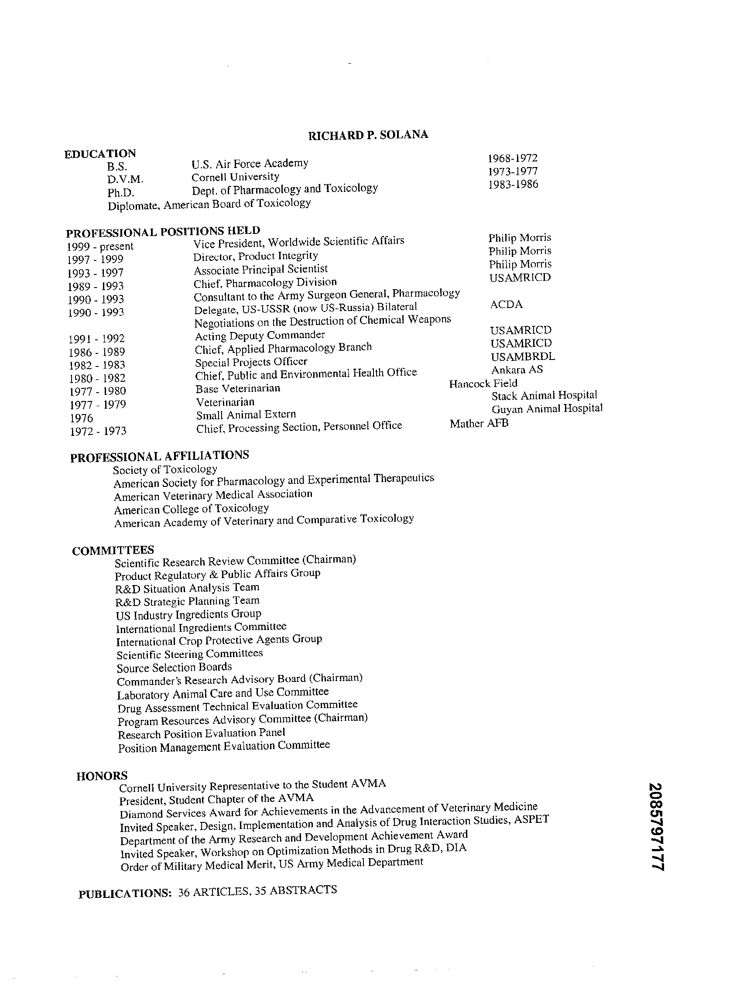 RICHARD P. SOLANA
EDUCATION
B.S. U.S. Air Force Academy 1968-1972
D.V.M. Cornell University 1973-1977
Ph.D. Dept. of Pharmacology and Toxicology 1983-1986
Diplomate, American Board of Toxicology
PROFESSIONAL POSITIONS HELD
1999 - present Vice President, Worldwide Scientific Affairs Philip Morris
1997 - 1999 Director, Product Integrity Philip Morris
1993 - 1997 Associate Principal Scientist Philip Morris
1989 - 1993 Chief, Pharmacology Division USAMRICD
1990 - 1993 Consultant to the Army Surgeon General, Pharmacology
1990 - 1993 Delegate, US-USSR (now US-Russia) Bilateral ACDA
Negotiations on the Destruction of Chemical Weapons
1991 - 1992 Acting Deputy Commander USAMRICD
1986 - 1989 Chief, Applied Pharmacology Branch USAMRICD
1982 - 1983 Special Projects Officer USAMBRDL
1980 - 1982 Chief, Public and Environmental Health Office Ankara AS
1977 - 1980 Base Veterinarian Hancock Field
1977 - 1979 Veterinarian Stack Animal Hospital
1976 Small Animal Extern Guyan Animal Hospital
1972 - 1973 Chief, Processing Section, Personnel Office Mather AFB
PROFESSIONAL AFFILIATIONS
Society of Toxicology
American Society for Pharmacology and Experimental Therapeutics
American Veterinary Medical Association
American College of Toxicology
American Academy of Veterinary and Comparative Toxicology
COMMITTEES
Scientific Research Review Committee (Chairman)
Product Regulatory & Public Affairs Group
R&D Situation Analysis Team
R&D Strategic Planning Team
US Industry Ingredients Group
International Ingredients Committee
International Crop Protective Agents Group
Scientific Steering Committees
Source Selection Boards
Commander's Research Advisory Board (Chairman)
Laboratory Animal Care and Use Committee
Drug Assessment Technical Evaluation Committee
Program Resources Advisory Committee (Chairman)
Research Position Evaluation Panel
Position Management Evaluation Committee
HONORS
Cornell University Representative to the Student AVMA
President, Student Chapter of the AVMA
Diamond Services Award for Achievements in the Advancement of Veterinary Medicine
Invited Speaker, Design, Implementation and Analysis of Drug Interaction Studies, ASPET
Department of the Army Research and Development Achievement Award
Invited Speaker, Workshop on Optimization Methods in Drug R&D, DIA
Order of Military Medical Merit, US Army Medical Department
PUBLICATIONS: 36 ARTICLES, 35 ABSTRACTS
2085797177